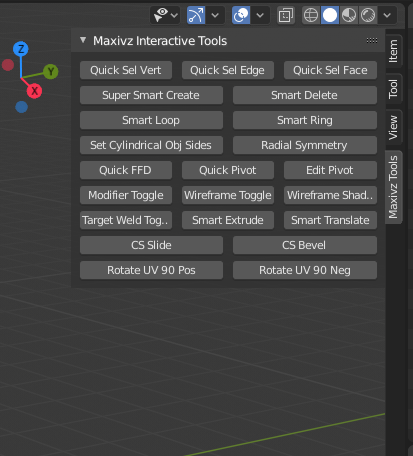 Maxivz Interactive Tools
Quick Sel Vert Quick Sel Edge Quick Sel Face
Super Smart Create Smart Delete
Smart Loop Smart Ring
Set Cylindrical Obj Sides Radial Symmetry
Quick FFD Quick Pivot Edit Pivot
Modifier Toggle Wireframe Toggle Wireframe Shad..
Target Weld Tog.. Smart Extrude Smart Translate
CS Slide CS Bevel
Rotate UV 90 Pos Rotate UV 90 Neg
Item
Tool
View
Maxivz Tools
Z
Y
X